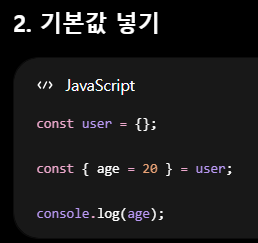 2. 기본값 넣기
</> JavaScript
const user = {};
const { age = 20 } = user;
console.log(age);